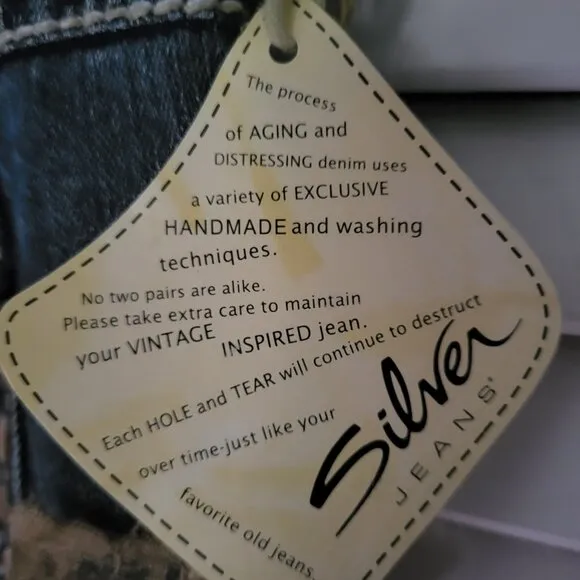 The process
of AGING and
DISTRESSING denim uses
a variety of EXCLUSIVE
HANDMADE and washing
techniques.
No two pairs are alike.
Please take extra care to maintain
your VINTAGE INSPIRED jean.
Each HOLE and TEAR will continue to destruct
over time-just like your
favorite old jeans.
Silver
JEANS'